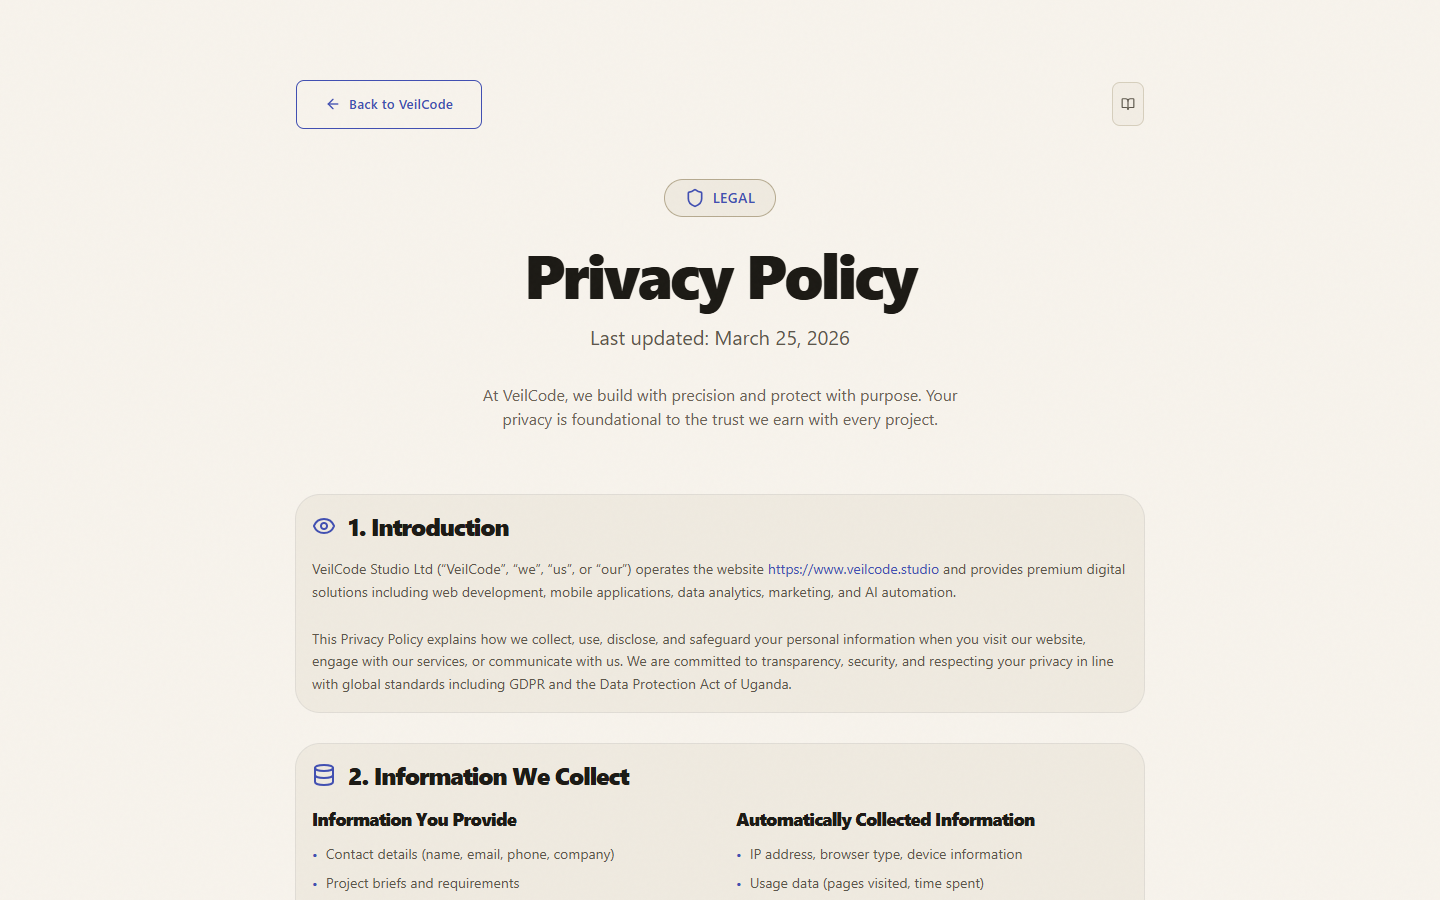 Back to VeilCode
LEGAL
Privacy Policy
Last updated: March 25, 2026
At VeilCode, we build with precision and protect with purpose. Your
privacy is foundational to the trust we earn with every project.
1. Introduction
VeilCode Studio Ltd (“VeilCode”, “we”, “us”, or “our”) operates the website https://www.veilcode.studio and provides premium digital
solutions including web development, mobile applications, data analytics, marketing, and AI automation.
This Privacy Policy explains how we collect, use, disclose, and safeguard your personal information when you visit our website,
engage with our services, or communicate with us. We are committed to transparency, security, and respecting your privacy in line
with global standards including GDPR and the Data Protection Act of Uganda.
2. Information We Collect
Information You Provide
• Contact details (name, email, phone, company)
• Project briefs and requirements
Automatically Collected Information
• IP address, browser type, device information
• Usage data (pages visited, time spent)